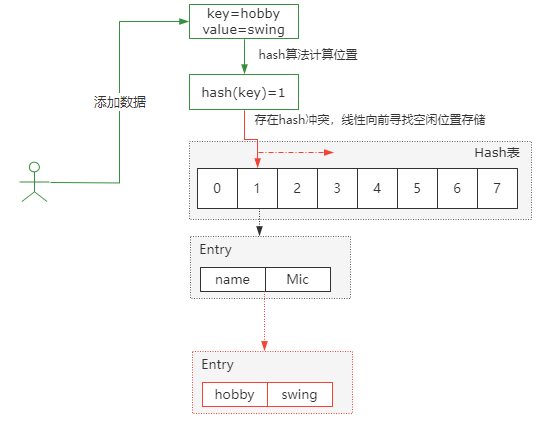 key=hobby
value=swing
hash算法计算位置
添加数据
hash(key)=1
存在hash冲突，线性向前寻找空闲位置存储
Hash表
0 1 2 3 4 5 6 7
Entry
name Mic
Entry
hobby swing